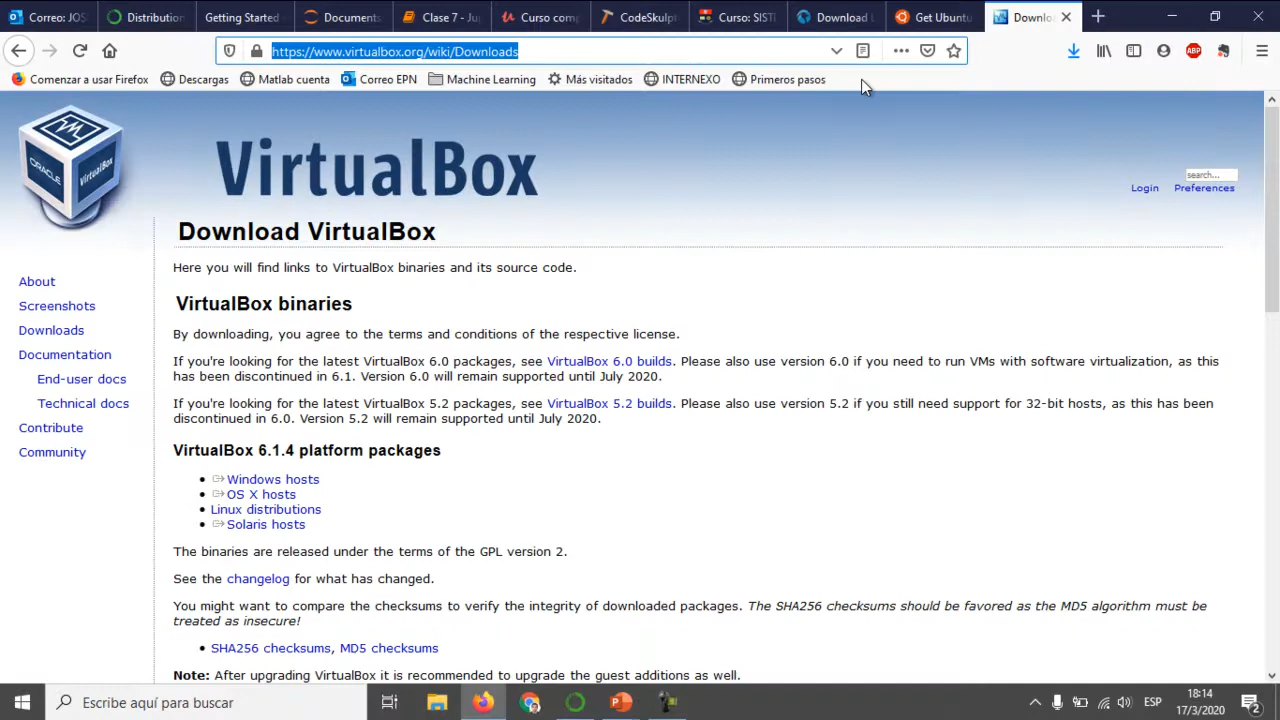 Correo: JOS
Distribution
Getting Started
Documents
Clase 7 - Ju
Curso com
CodeSkulp
Curso: SISTI
Download
Get Ubuntu
Downlo
https://www.virtualbox.org/wiki/Downloads
ABP
Comenzar a usar Firefox
Descargas
Matlab cuenta
Correo EPN
Machine Learning
Más visitados
INTERNEXO
Primeros pasos
ORACLE
VirtualBox
VirtualBox
search...
Login
Preferences
Download VirtualBox
Here you will find links to VirtualBox binaries and its source code.
About
Screenshots
Downloads
Documentation
End-user docs
Technical docs
Contribute
Community
VirtualBox binaries
By downloading, you agree to the terms and conditions of the respective license.
If you're looking for the latest VirtualBox 6.0 packages, see VirtualBox 6.0 builds. Please also use version 6.0 if you need to run VMs with software virtualization, as this
has been discontinued in 6.1. Version 6.0 will remain supported until July 2020.
If you're looking for the latest VirtualBox 5.2 packages, see VirtualBox 5.2 builds. Please also use version 5.2 if you still need support for 32-bit hosts, as this has been
discontinued in 6.0. Version 5.2 will remain supported until July 2020.
VirtualBox 6.1.4 platform packages
Windows hosts
OS X hosts
Linux distributions
Solaris hosts
The binaries are released under the terms of the GPL version 2.
See the changelog for what has changed.
You might want to compare the checksums to verify the integrity of downloaded packages. The SHA256 checksums should be favored as the MD5 algorithm must be
treated as insecure!
SHA256 checksums, MD5 checksums
Note: After upgrading VirtualBox it is recommended to upgrade the guest additions as well.
Escribe aquí para buscar
ESP
18:14
17/3/2020
2